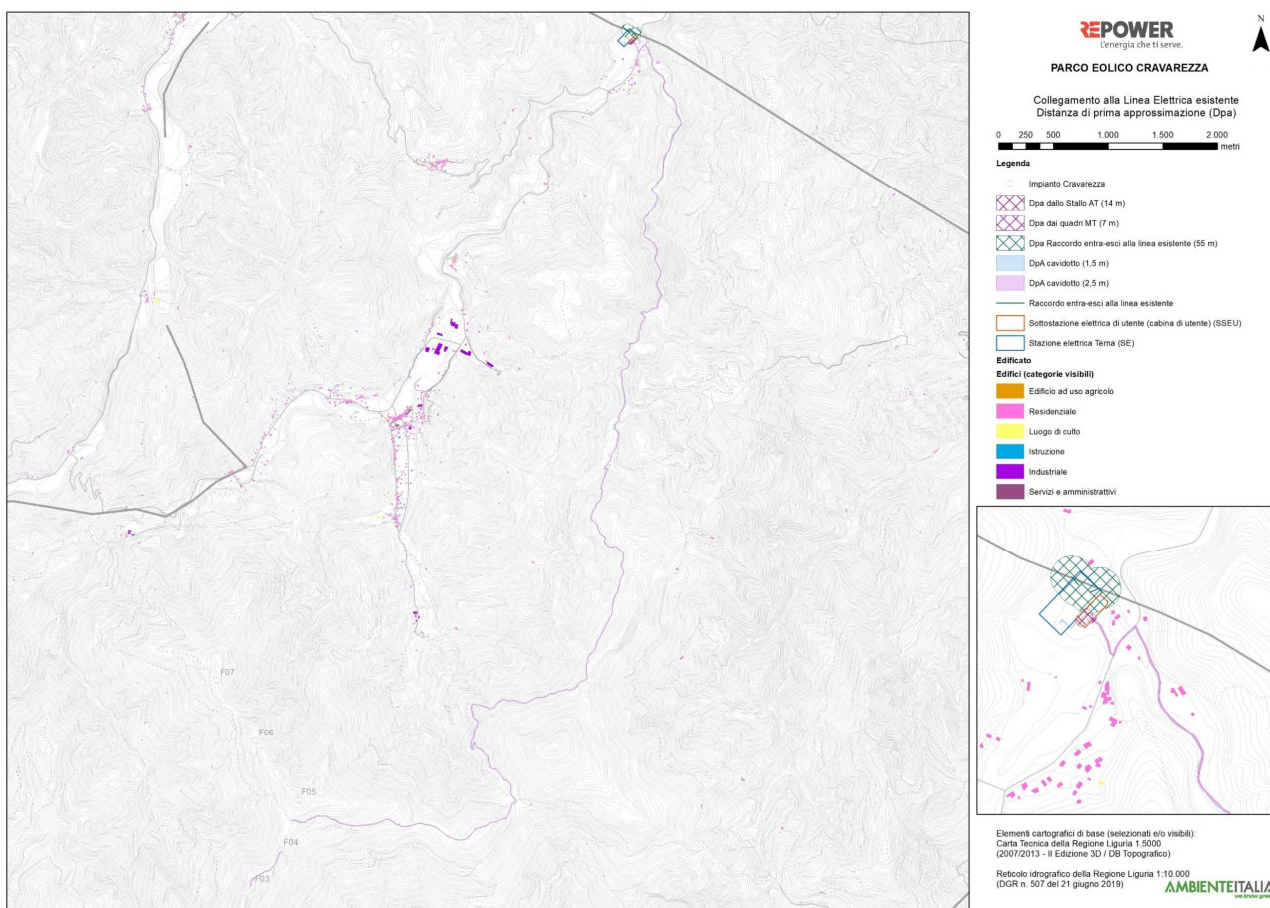 REPOWER
L'energia che ti serve.
N
PARCO EOLICO CRAVAREZZA
Collegamento alla Linea Elettrica esistente
Distanza di prima approssimazione (Dpa)
0 250 500 1.000 1.500 2.000
metri
Legenda
Impianto Cravarezza
Dpa dallo Stallo AT (14 m)
Dpa dai quadri MT (7 m)
Dpa Raccordo entra-esci alla linea esistente (55 m)
DpA cavidotto (1,5 m)
DpA cavidotto (2,5 m)
Raccordo entra-esci alla linea esistente
Sottostazione elettrica di utente (cabina di utente) (SSEU)
Stazione elettrica Terna (SE)
Edificato
Edifici (categorie visibili)
Edificio ad uso agricolo
Residenziale
Luogo di culto
Istruzione
Industriale
Servizi e amministrativi
F07
F06
F05
F04
F03
Elementi cartografici di base (selezionati e/o visibili):
Carta Tecnica della Regione Liguria 1.5000
(2007/2013 - II Edizione 3D / DB Topografico)
Reticolo idrografico della Regione Liguria 1:10.000
(DGR n. 507 del 21 giugno 2019)
AMBIENTEITALIA
we know green